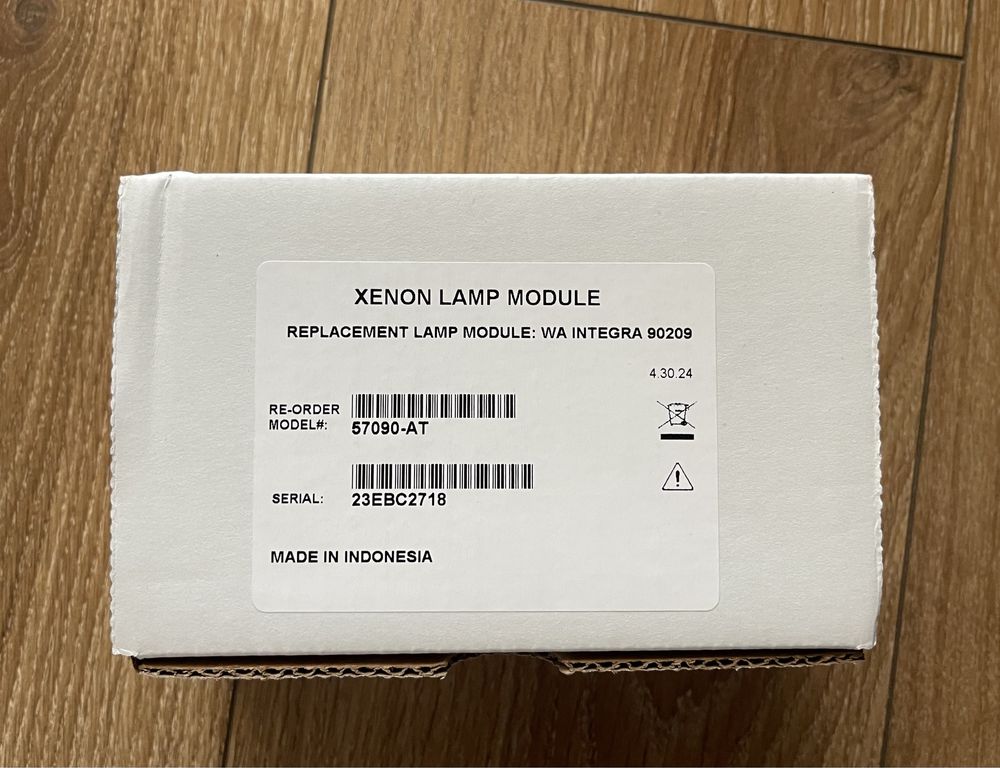 XENON LAMP MODULE
REPLACEMENT LAMP MODULE: WA INTEGRA 90209
4.30.24
RE-ORDER
MODEL#:
57090-AT
SERIAL:
23EBC2718
MADE IN INDONESIA